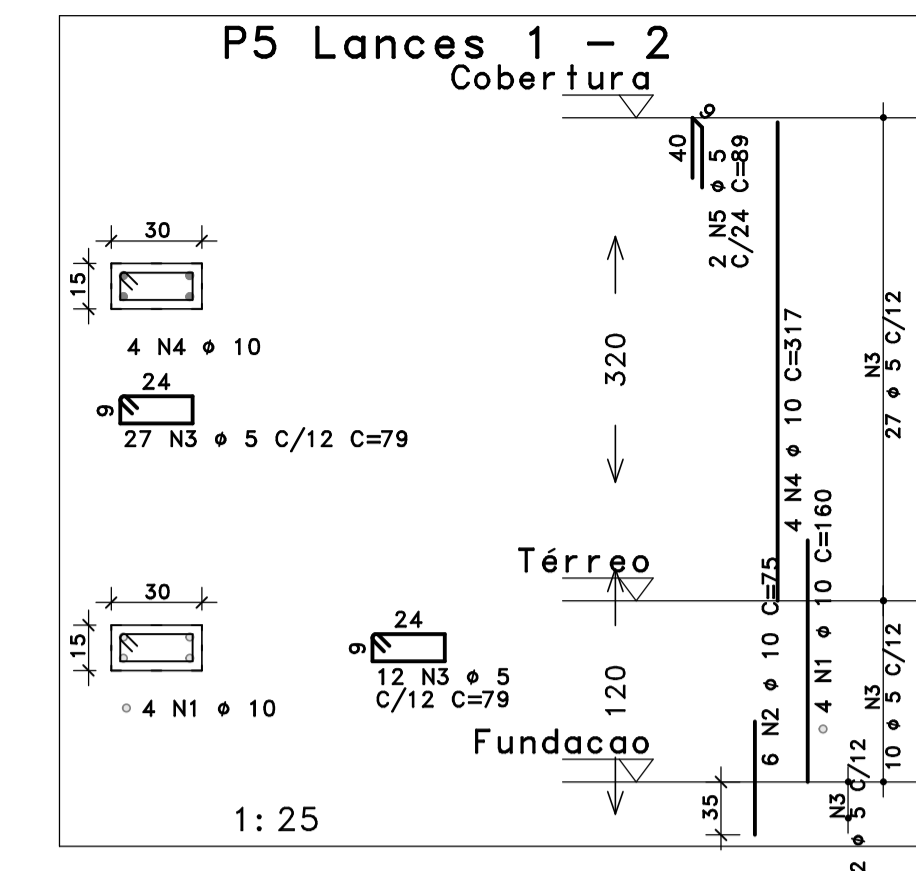 P5 Lances 1 - 2
Cobertura
40
9
2 N5 ø 5
C/24 C=89
30
15
4 N4 ø 10
24
9
27 N3 ø 5 C/12 C=79
320
4 N4 ø 10 C=317
N3
27 ø 5 C/12
Térreo
30
15
4 N1 ø 10
24
9
12 N3 ø 5
C/12 C=79
120
6 N2 ø 10 C=75
4 N1 ø 10 C=160
N3
10 ø 5 C/12
Fundacao
35
N3
2 ø 5 C/12
1:25